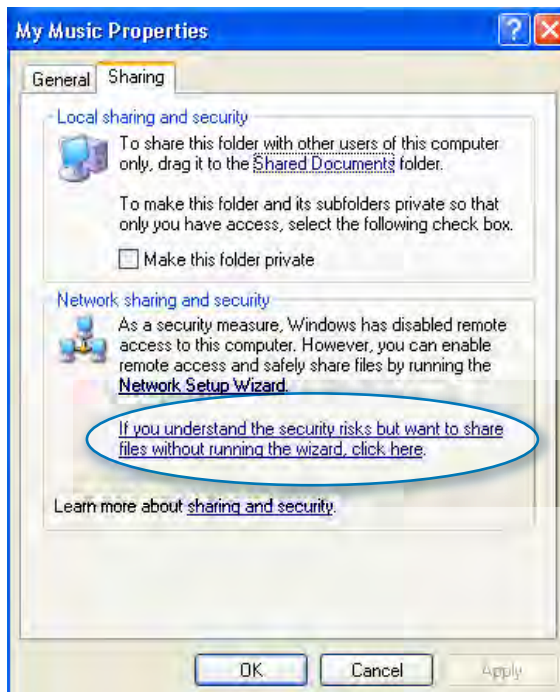 My Music Properties
General Sharing
Local sharing and security
To share this folder with other users of this computer
only, drag it to the Shared Documents folder.
To make this folder and its subfolders private so that
only you have access, select the following check box.
Make this folder private
Network sharing and security
As a security measure, Windows has disabled remote
access to this computer. However, you can enable
remote access and safely share files by running the
Network Setup Wizard.
If you understand the security risks but want to share
files without running the wizard, click here.
Learn more about sharing and security.
OK Cancel Apply